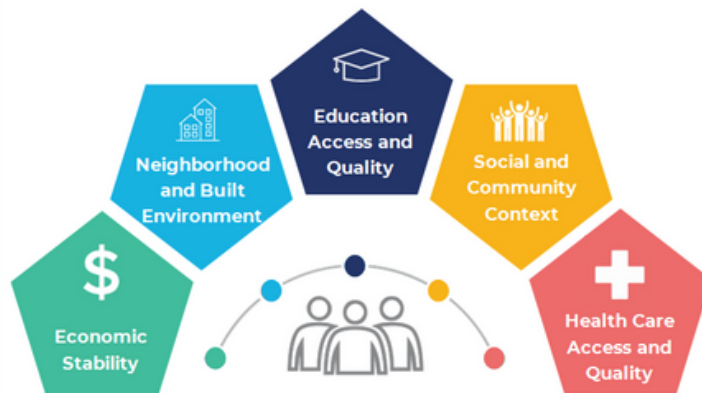 Economic
Stability
Neighborhood
and Built
Environment
Education
Access and
Quality
Social and
Community
Context
Health Care
Access and
Quality
$